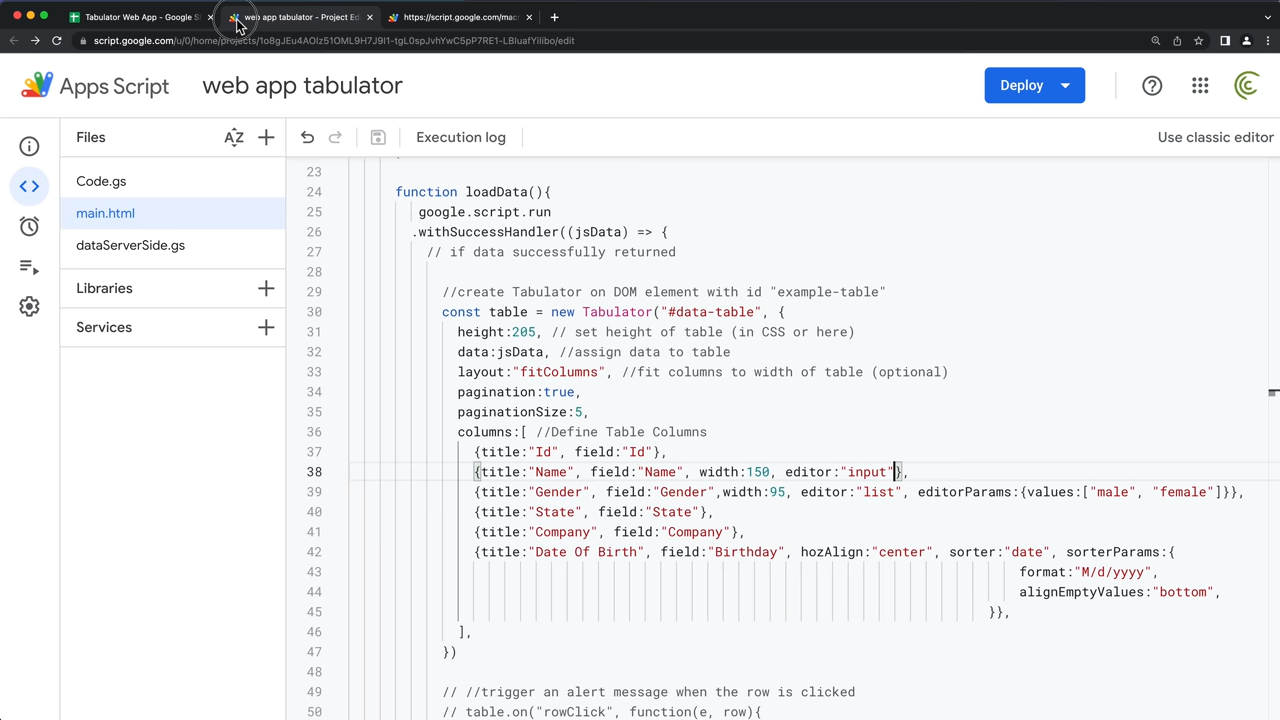 Tabulator Web App - Google S
web app tabulator - Project Edi
https://script.google.com/mac
script.google.com/u/0/home/projects/1o8gJEu4AOlz51OML9H7J9I1-tgL0spJvhYwC5pP7RE1-LBIuafYiIibo/edit
Apps Script
web app tabulator
Deploy
Files
Execution log
Use classic editor
Code.gs
main.html
dataServerSide.gs
Libraries
Services
23
24 function loadData(){
25 google.script.run
26 .withSuccessHandler((jsData) => {
27 // if data successfully returned
28
29 //create Tabulator on DOM element with id "example-table"
30 const table = new Tabulator("#data-table", {
31 height:205, // set height of table (in CSS or here)
32 data:jsData, //assign data to table
33 layout:"fitColumns", //fit columns to width of table (optional)
34 pagination:true,
35 paginationSize:5,
36 columns:[ //Define Table Columns
37 {title:"Id", field:"Id"},
38 {title:"Name", field:"Name", width:150, editor:"input"},
39 {title:"Gender", field:"Gender",width:95, editor:"list", editorParams:{values:["male", "female"]}},
40 {title:"State", field:"State"},
41 {title:"Company", field:"Company"},
42 {title:"Date Of Birth", field:"Birthday", hozAlign:"center", sorter:"date", sorterParams:{
43 format:"M/d/yyyy",
44 alignEmptyValues:"bottom",
45 }},
46 ],
47 })
48
49 // //trigger an alert message when the row is clicked
50 // table.on("rowClick", function(e, row){